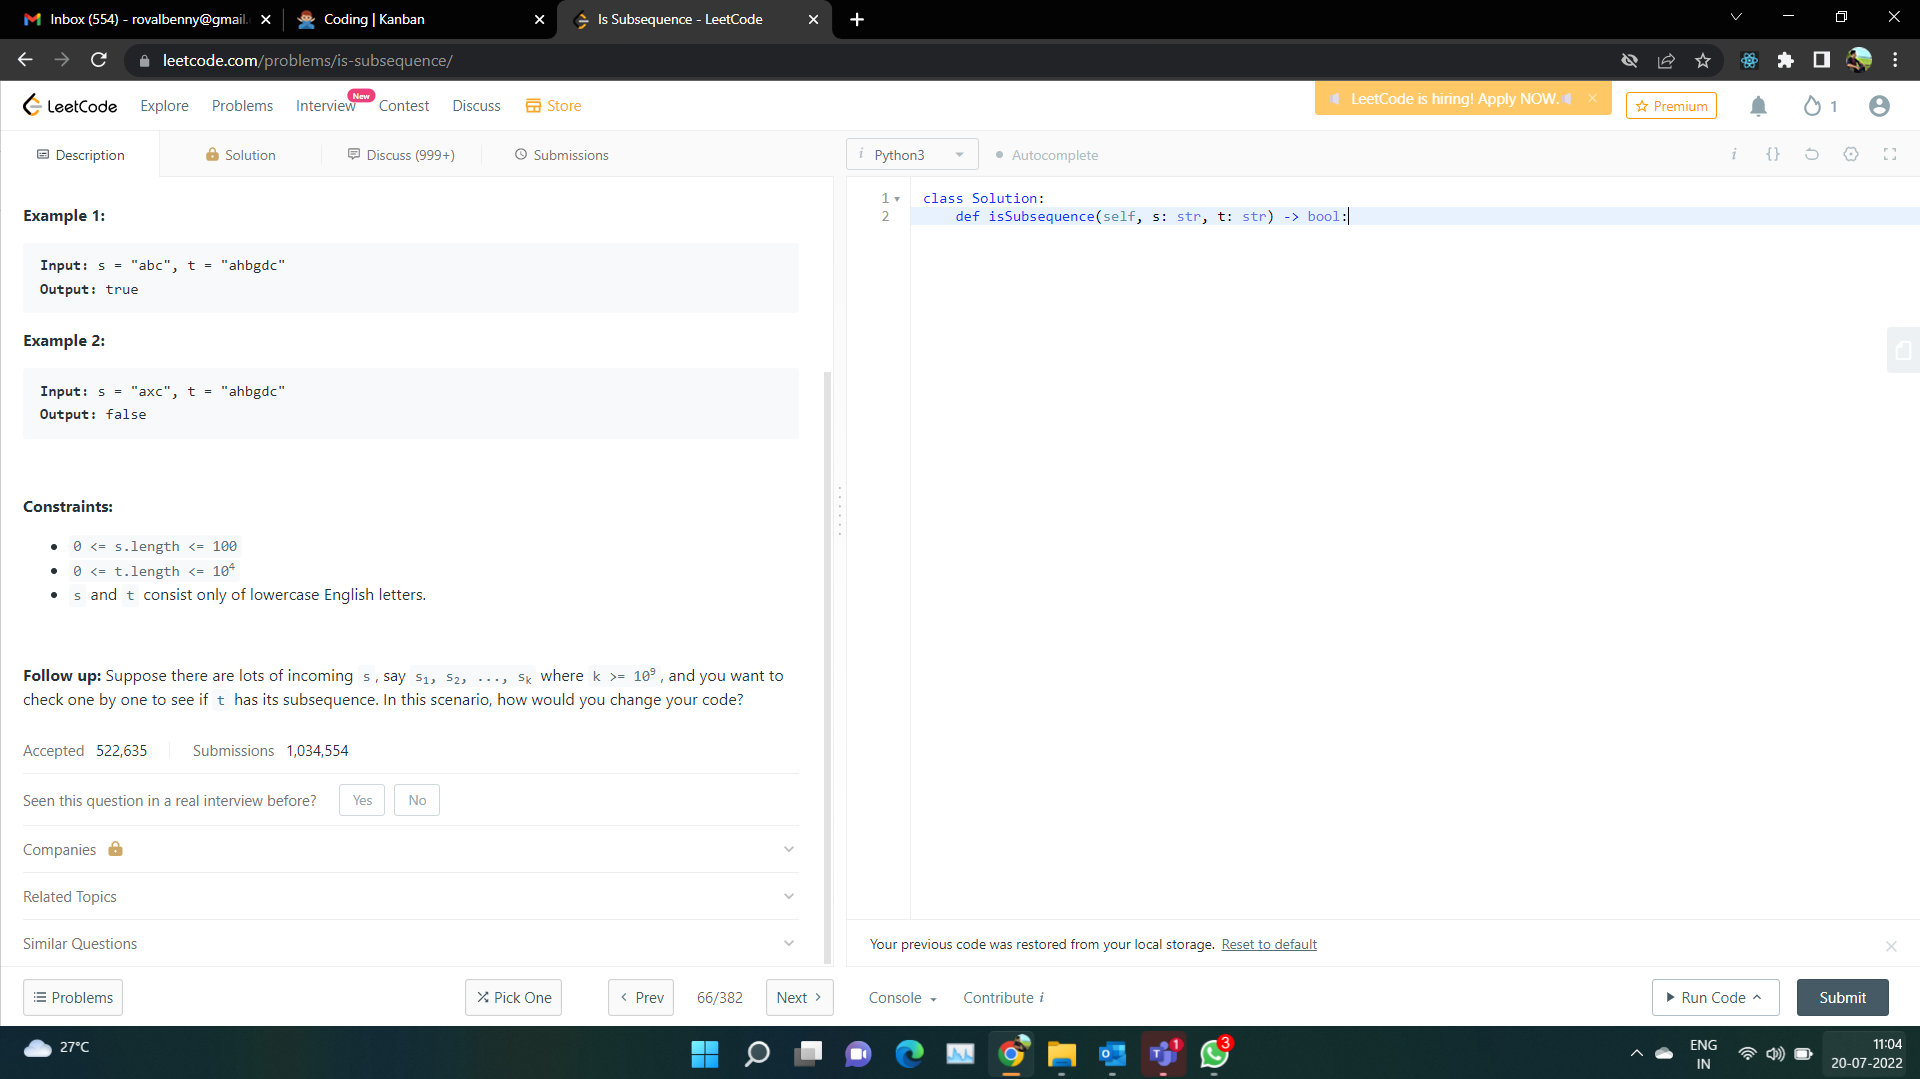 Inbox (554) - rovalbenny@gmail.
Coding | Kanban
Is Subsequence - LeetCode
leetcode.com/problems/is-subsequence/
LeetCode
Explore
Problems
Interview
New
Contest
Discuss
Store
LeetCode is hiring! Apply NOW.
Premium
1
Description
Solution
Discuss (999+)
Submissions
i Python3
Autocomplete
i {}
Example 1:
Input: s = "abc", t = "ahbgdc"
Output: true
Example 2:
Input: s = "axc", t = "ahbgdc"
Output: false
Constraints:
0 <= s.length <= 100
0 <= t.length <= 10⁴
s and t consist only of lowercase English letters.
Follow up: Suppose there are lots of incoming s, say s₁, s₂, ..., sₖ where k >= 10⁹, and you want to
check one by one to see if t has its subsequence. In this scenario, how would you change your code?
Accepted 522,635 Submissions 1,034,554
Seen this question in a real interview before? Yes No
Companies
Related Topics
Similar Questions
1 class Solution:
2 def isSubsequence(self, s: str, t: str) -> bool:
Your previous code was restored from your local storage. Reset to default
Problems
Pick One
Prev
66/382
Next
Console
Contribute i
Run Code
Submit
27°C
1
3
ENG
IN
11:04
20-07-2022